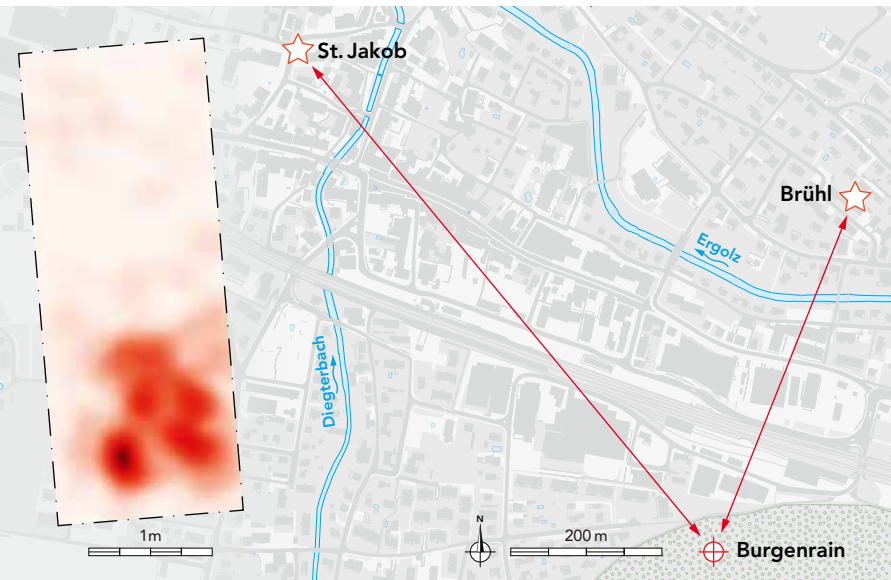 St. Jakob
Brühl
Ergolz
Diegterbach
1m
N
200 m
Burgenrain